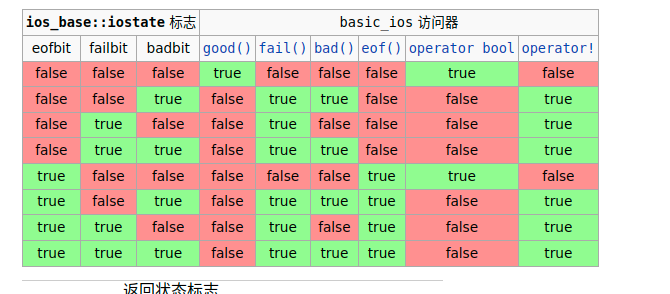 ios_base::iostate 标志 basic_ios 访问器
eofbit failbit badbit good() fail() bad() eof() operator bool operator!
false false false true false false false true false
false false true false true true false false true
false true false false true false false false true
false true true false true true false false true
true false false false false false true true false
true false true false true true true false true
true true false false true false true false true
true true true false true true true false true
返回状态标志